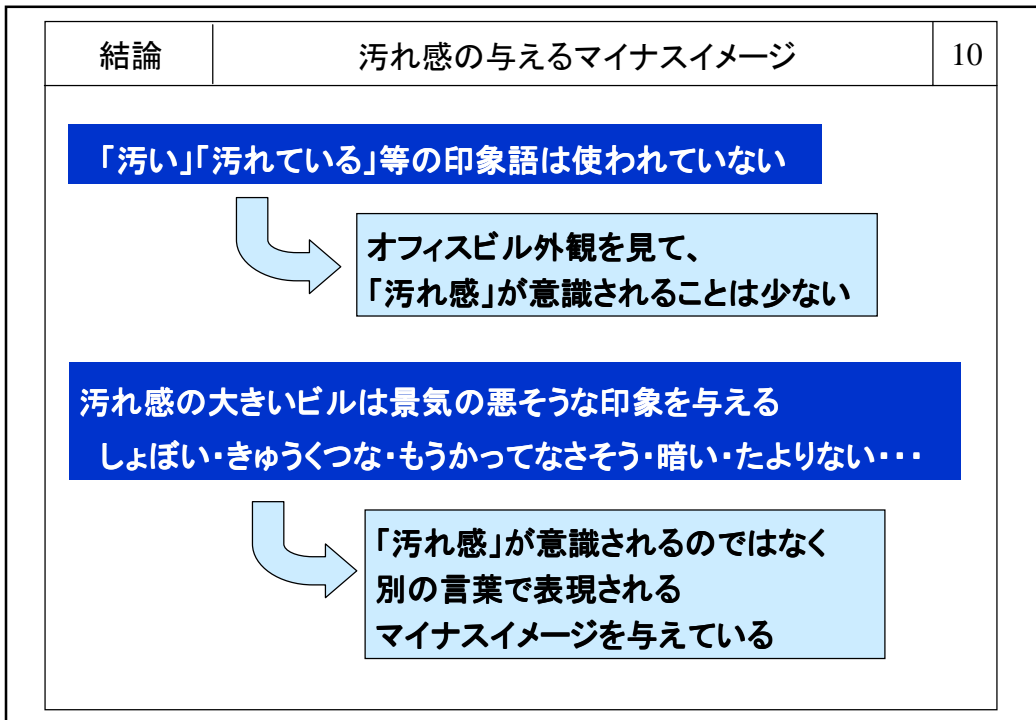 結論
汚れ感の与えるマイナスイメージ
10
「汚い」「汚れている」等の印象語は使われていない
オフィスビル外観を見て、
「汚れ感」が意識されることは少ない
汚れ感の大きいビルは景気の悪そうな印象を与える
しょぼい・きゅうくつな・もうかってなさそう・暗い・たよりない・・・
「汚れ感」が意識されるのではなく
別の言葉で表現される
マイナスイメージを与えている